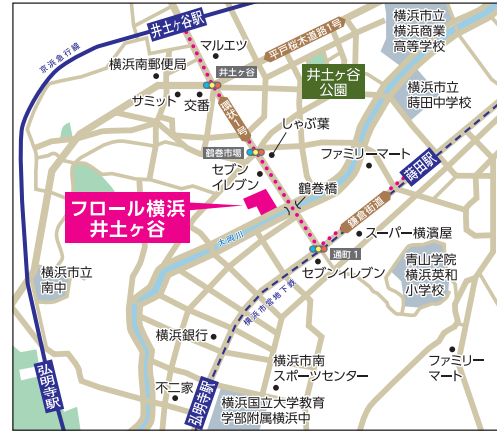 井土ヶ谷駅
京浜急行線
マルエツ
平戸桜木道路1号
横浜市立
横浜商業
高等学校
横浜南郵便局
井土ヶ谷
井土ヶ谷
公園
横浜市立
蒔田中学校
サミット
交番
環状1号
しゃぶ葉
鶴巻市場
ファミリーマート
蒔田駅
セブン
イレブン
鶴巻橋
フロール横浜
井土ヶ谷
鎌倉街道
大岡川
スーパー横濱屋
通町1
横浜市立
南中
セブンイレブン
青山学院
横浜英和
小学校
横浜市営地下鉄
横浜銀行
弘明寺駅
不二家
弘明寺駅
横浜市南
スポーツセンター
ファミリー
マート
横浜国立大学教育
学部附属横浜中